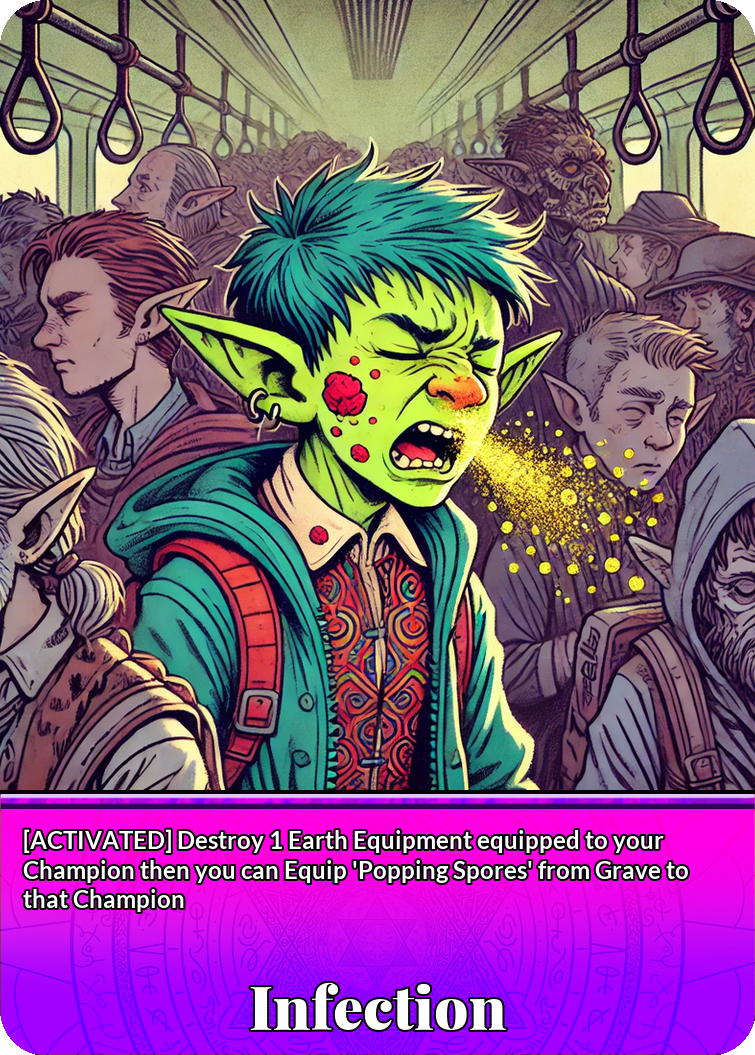 [ACTIVATED] Destroy 1 Earth Equipment equipped to your
Champion then you can Equip 'Popping Spores' from Grave to
that Champion
Infection